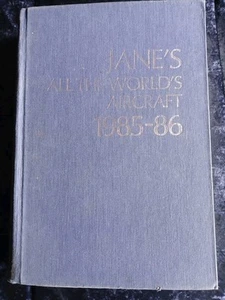 JANE'S
ALL THE WORLD'S
AIRCRAFT
1985-86